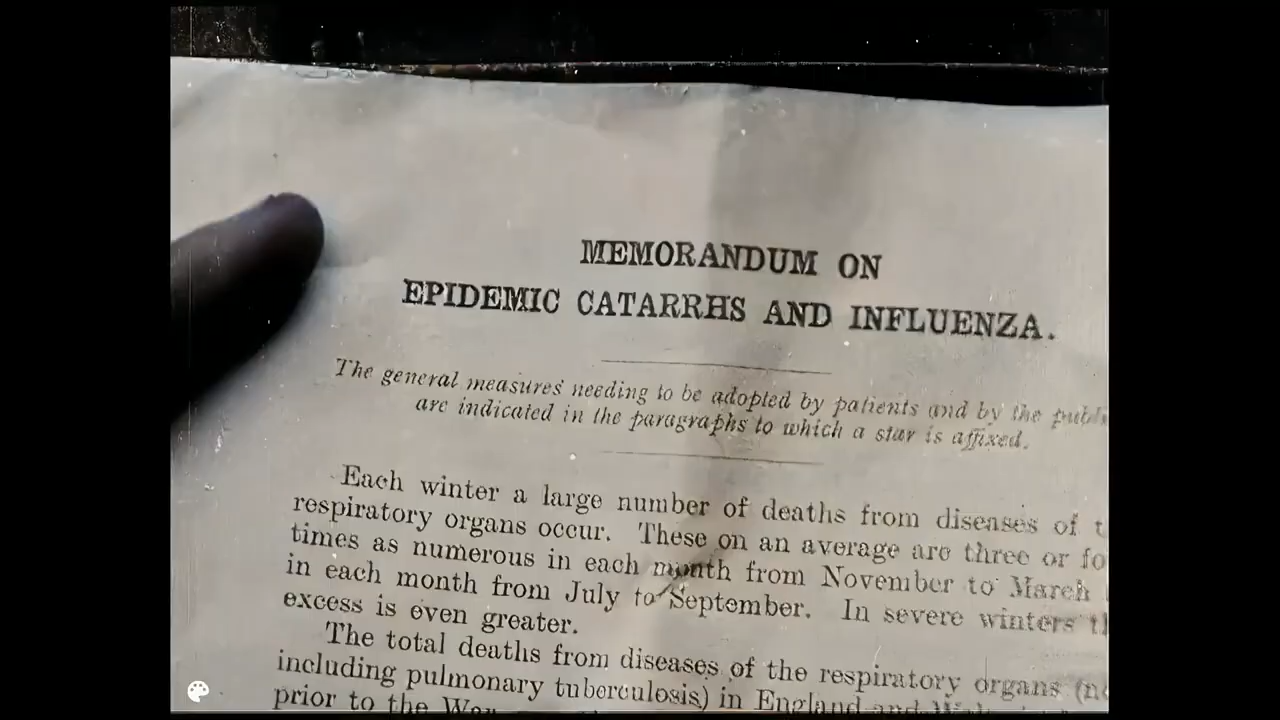 MEMORANDUM ON
EPIDEMIC CATARRHS AND INFLUENZA.
The general measures needing to be adopted by patients and by the
are indicated in the paragraphs to which a star is affixed.
Each winter a large number of deaths from diseases of
respiratory organs occur. These on an average are three or
times as numerous in each month from November to March
in each month from July to September. In severe winters
excess is even greater.
The total deaths from diseases of the respiratory organs
including pulmonary tuberculosis) in England and
prior to the War